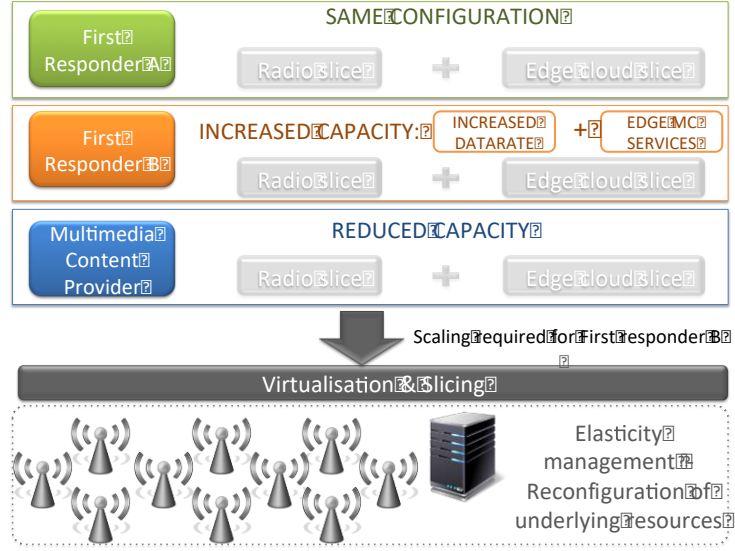 SAME CONFIGURATION
First
Responder A
Radio slice + Edge cloud slice
INCREASED CAPACITY: INCREASED DATARATE + EDGE MC SERVICES
First
Responder B
Radio slice + Edge cloud slice
REDUCED CAPACITY
Multimedia
Content
Provider
Radio slice + Edge cloud slice
Scaling required for First responder B
Virtualisation & Slicing
Elasticity
management –
Reconfiguration of
underlying resources